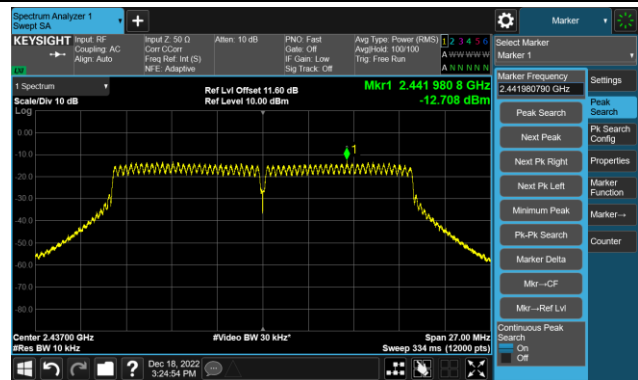 Spectrum Analyzer 1
Swept SA
Marker
KEYSIGHT
Input: RF
Coupling: AC
Align: Auto
Input Z: 50 Ω
Corr CCorr
Freq Ref: Int (S)
NFE: Adaptive
Atten: 10 dB
PNO: Fast
Gate: Off
IF Gain: Low
Sig Track: Off
Avg Type: Power (RMS)
Avg|Hold: 100/100
Trig: Free Run
1 2 3 4 5 6
A W W W W W
A N N N N N
Select Marker
Marker 1
1 Spectrum
Scale/Div 10 dB
Ref Lvl Offset 11.60 dB
Ref Level 10.00 dBm
Mkr1 2.441 980 8 GHz
-12.708 dBm
Log
0.00
-10.0
-20.0
-30.0
-40.0
-50.0
-60.0
-70.0
-80.0
1
Center 2.43700 GHz
#Res BW 10 kHz
#Video BW 30 kHz*
Span 27.00 MHz
Sweep 334 ms (12000 pts)
Marker Frequency
2.441980790 GHz
Peak Search
Next Peak
Next Pk Right
Next Pk Left
Minimum Peak
Pk-Pk Search
Marker Delta
Mkr→CF
Mkr→Ref Lvl
Continuous Peak
Search
On
Off
Settings
Peak
Search
Pk Search
Config
Properties
Marker
Function
Marker→
Counter
?
Dec 18, 2022
3:24:54 PM